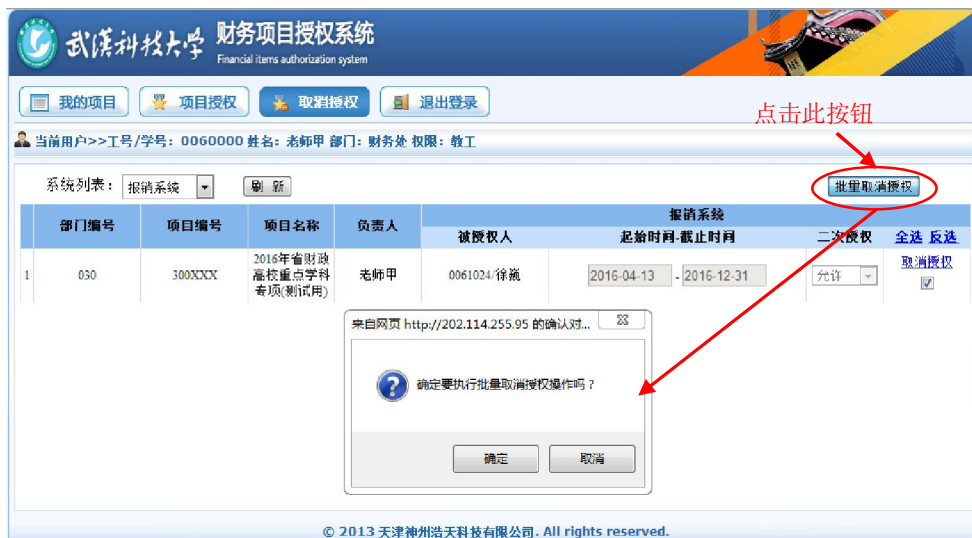 武汉科技大学 财务项目授权系统
Financial items authorization system
我的项目 项目授权 取消授权 退出登录
点击此按钮
当前用户>>工号/学号：0060000 姓名：老师甲 部门：财务处 权限：教工
系统列表： 报销系统 刷 新 批里取消授权
部门编号 项目编号 项目名称 负责人 报销系统
被授权人 起始时间-截止时间 二次授权 全选 反选
2016年省财政
高校重点学科
专项(测试用)
1 030 300XXX 老师甲 0061024/徐巍 2016-04-13 - 2016-12-31 允许 取消授权
来自网页 http://202.114.255.95 的确认对...
确定要执行批量取消授权操作吗？
确定 取消
© 2013 天津神州浩天科技有限公司. All rights reserved.